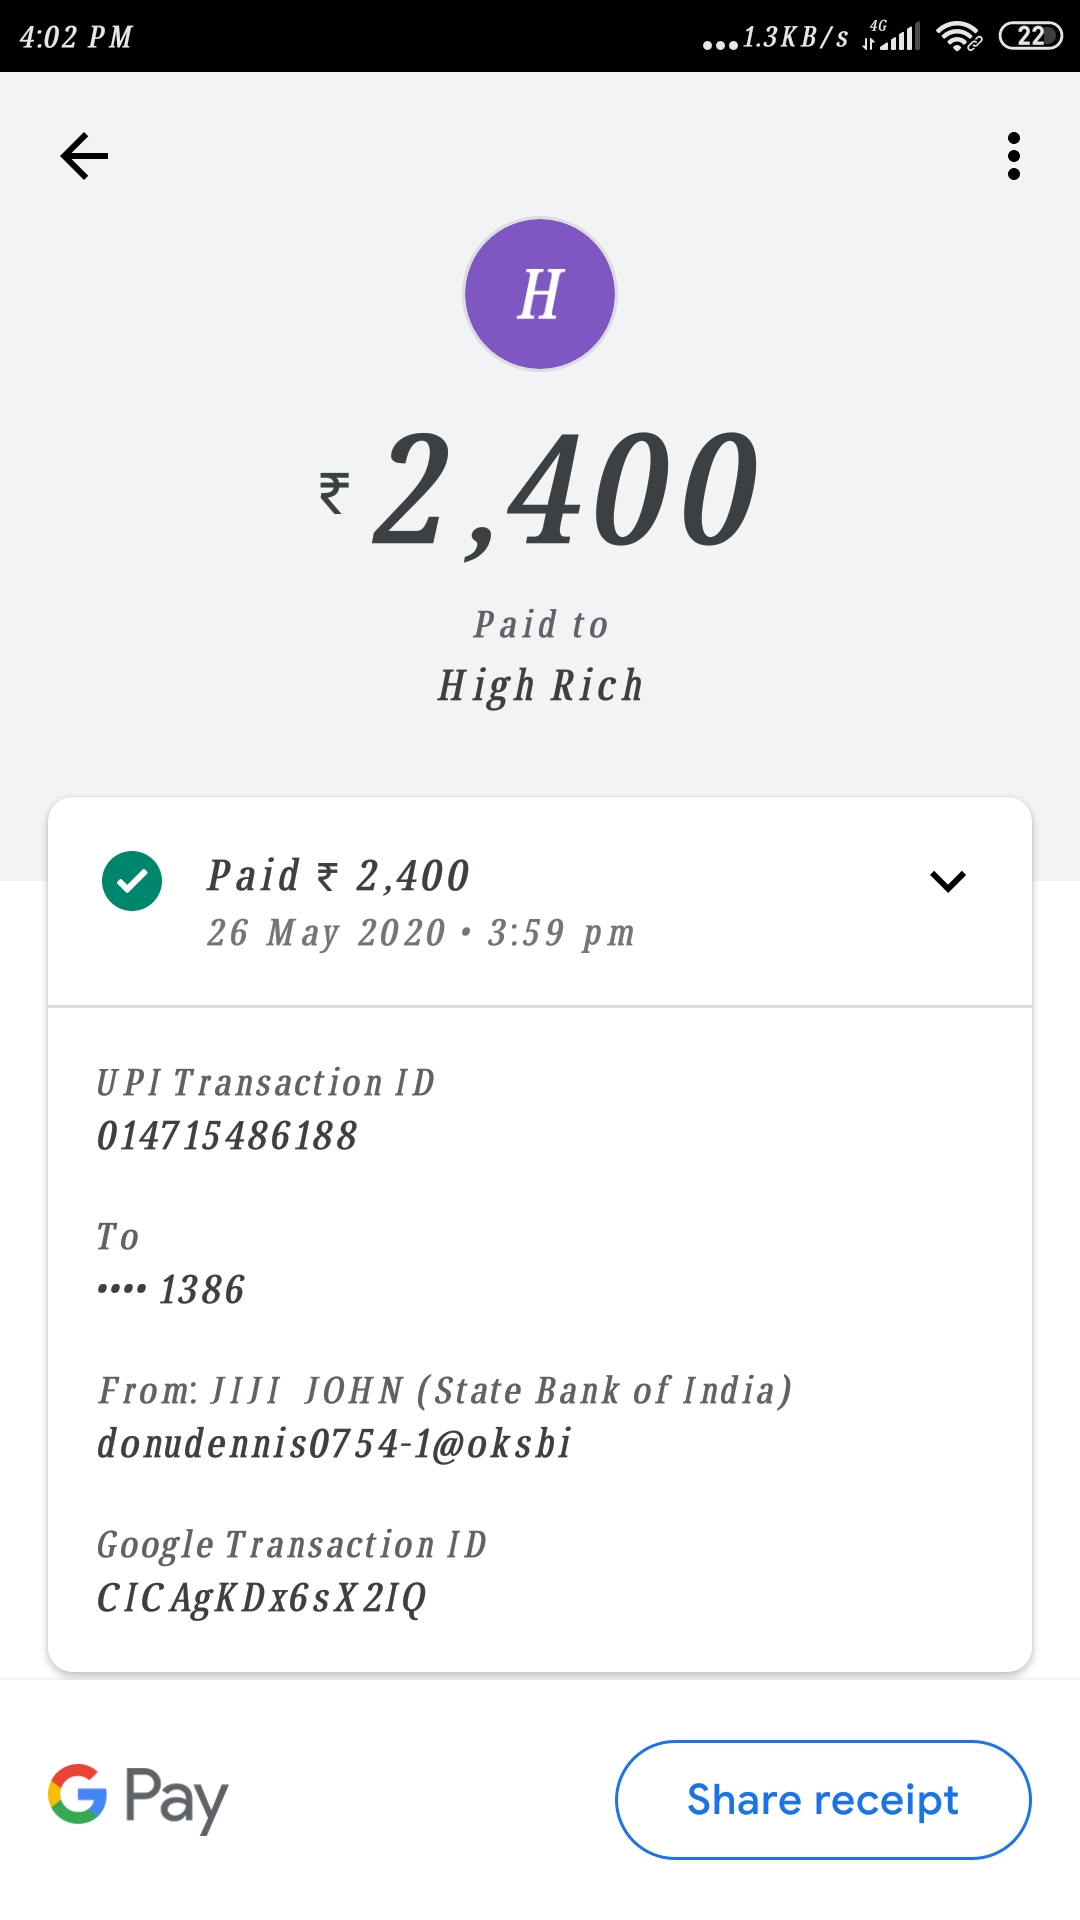 4:02 PM
...1.3KB/s 4G 22
H
₹2,400
Paid to
High Rich
Paid ₹ 2,400
26 May 2020 • 3:59 pm
UPI Transaction ID
014715486188
To
•••• 1386
From: JIJI  JOHN (State Bank of India)
donudennis0754-1@oksbi
Google Transaction ID
CICAgKDx6sX2IQ
G Pay
Share receipt